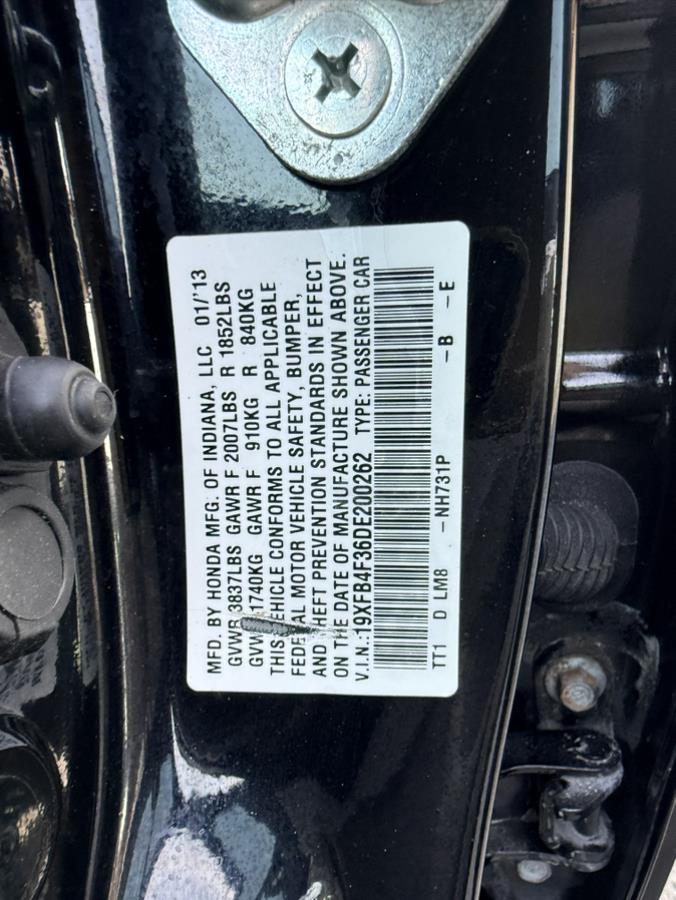 MFD. BY HONDA MFG. OF INDIANA, LLC 01/'13
GVWR 3837LBS GAWR F 2007LBS R 1852LBS
GVWR 1740KG GAWR F 910KG R 840KG
THIS VEHICLE CONFORMS TO ALL APPLICABLE
FEDERAL MOTOR VEHICLE SAFETY, BUMPER,
AND THEFT PREVENTION STANDARDS IN EFFECT
ON THE DATE OF MANUFACTURE SHOWN ABOVE.
V.I.N.: 19XFB4F36DE200262 TYPE: PASSENGER CAR
TT1 D LM8 -NH731P -B -E